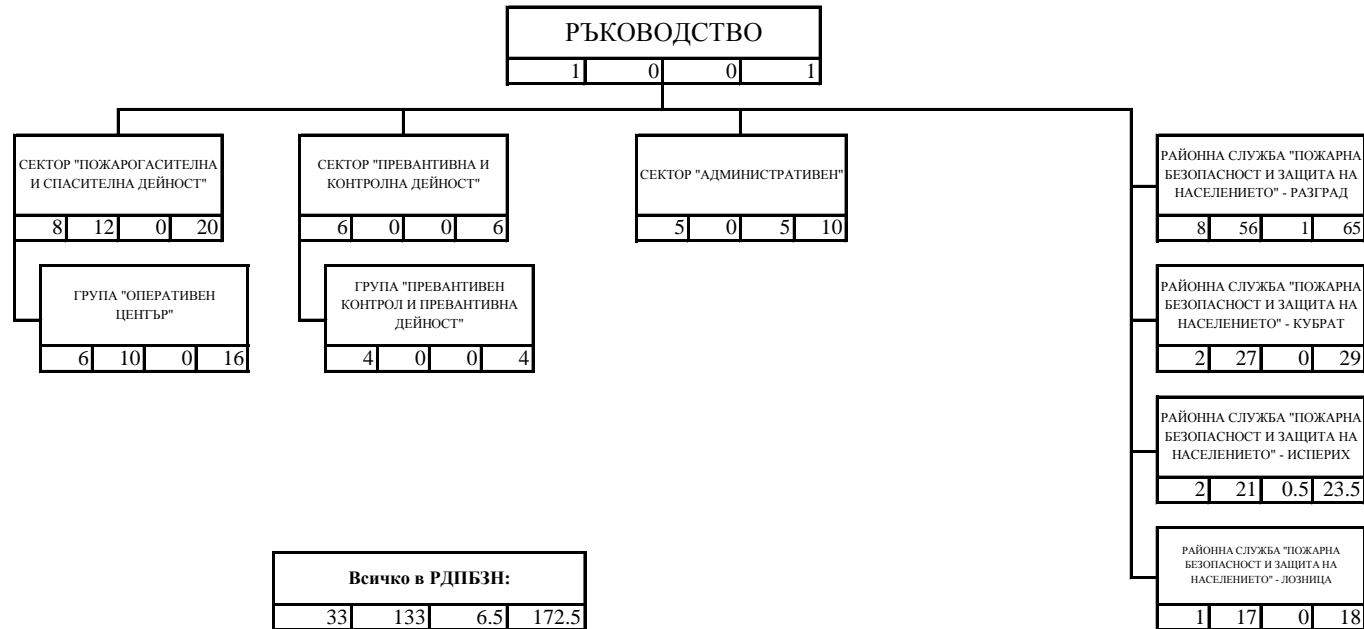 РЪКОВОДСТВО
1 0 0 1
СЕКТОР "ПОЖАРОГАСИТЕЛНА
И СПАСИТЕЛНА ДЕЙНОСТ"
8 12 0 20
ГРУПА "ОПЕРАТИВЕН
ЦЕНТЪР"
6 10 0 16
СЕКТОР "ПРЕВАНТИВНА И
КОНТРОЛНА ДЕЙНОСТ"
6 0 0 6
ГРУПА "ПРЕВАНТИВЕН
КОНТРОЛ И ПРЕВАНТИВНА
ДЕЙНОСТ"
4 0 0 4
СЕКТОР "АДМИНИСТРАТИВЕН"
5 0 5 10
РАЙОННА СЛУЖБА "ПОЖАРНА
БЕЗОПАСНОСТ И ЗАЩИТА НА
НАСЕЛЕНИЕТО" - РАЗГРАД
8 56 1 65
РАЙОННА СЛУЖБА "ПОЖАРНА
БЕЗОПАСНОСТ И ЗАЩИТА НА
НАСЕЛЕНИЕТО" - КУБРАТ
2 27 0 29
РАЙОННА СЛУЖБА "ПОЖАРНА
БЕЗОПАСНОСТ И ЗАЩИТА НА
НАСЕЛЕНИЕТО" - ИСПЕРИХ
2 21 0.5 23.5
РАЙОННА СЛУЖБА "ПОЖАРНА
БЕЗОПАСНОСТ И ЗАЩИТА НА
НАСЕЛЕНИЕТО" - ЛОЗНИЦА
1 17 0 18
Всичко в РДПБЗН:
33 133 6.5 172.5